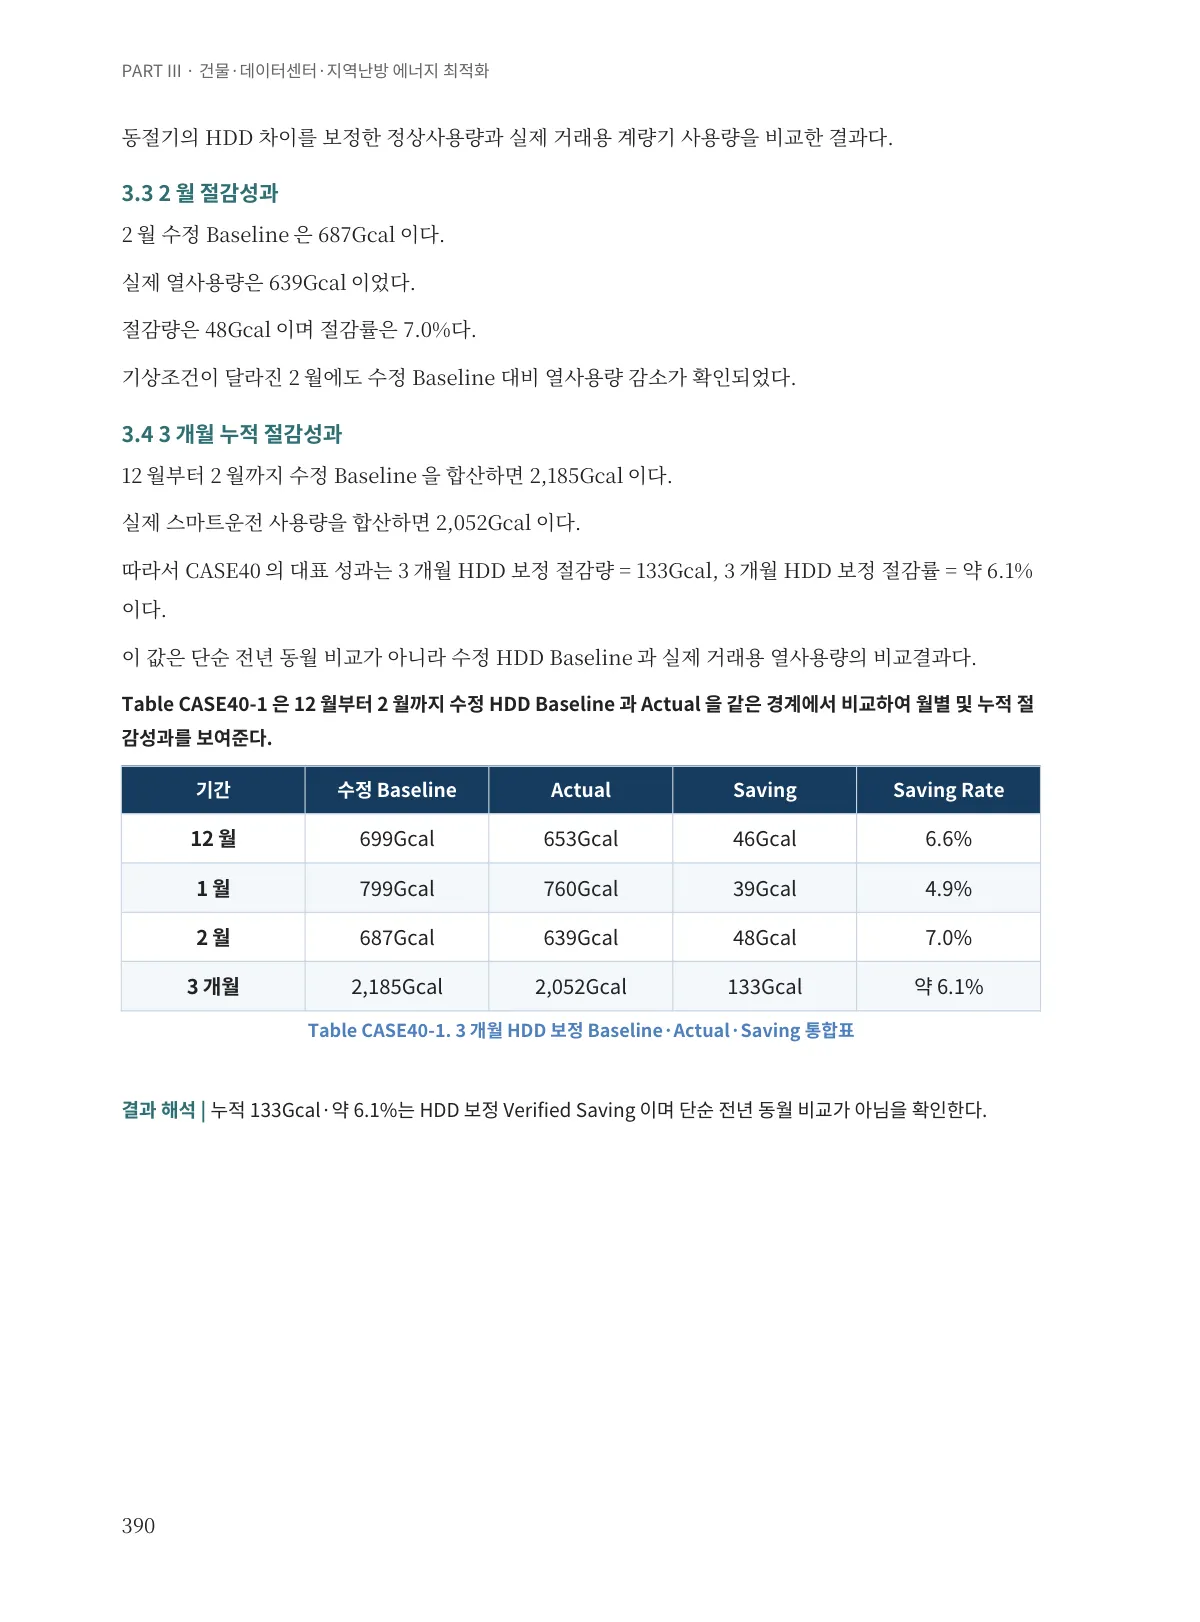 PART III · 건물·데이터센터·지역난방 에너지 최적화
동절기의 HDD 차이를 보정한 정상사용량과 실제 거래용 계량기 사용량을 비교한 결과다.
3.3 2 월 절감성과
2 월 수정 Baseline 은 687Gcal 이다.
실제 열사용량은 639Gcal 이었다.
절감량은 48Gcal 이며 절감률은 7.0%다.
기상조건이 달라진 2 월에도 수정 Baseline 대비 열사용량 감소가 확인되었다.
3.4 3 개월 누적 절감성과
12 월부터 2 월까지 수정 Baseline 을 합산하면 2,185Gcal 이다.
실제 스마트운전 사용량을 합산하면 2,052Gcal 이다.
따라서 CASE40 의 대표 성과는 3 개월 HDD 보정 절감량 = 133Gcal, 3 개월 HDD 보정 절감률 = 약 6.1%
이다.
이 값은 단순 전년 동월 비교가 아니라 수정 HDD Baseline 과 실제 거래용 열사용량의 비교결과다.
Table CASE40-1 은 12 월부터 2 월까지 수정 HDD Baseline 과 Actual 을 같은 경계에서 비교하여 월별 및 누적 절
감성과를 보여준다.
기간 수정 Baseline Actual Saving Saving Rate
12 월 699Gcal 653Gcal 46Gcal 6.6%
1 월 799Gcal 760Gcal 39Gcal 4.9%
2 월 687Gcal 639Gcal 48Gcal 7.0%
3 개월 2,185Gcal 2,052Gcal 133Gcal 약 6.1%
Table CASE40-1. 3 개월 HDD 보정 Baseline·Actual·Saving 통합표
결과 해석 | 누적 133Gcal·약 6.1%는 HDD 보정 Verified Saving 이며 단순 전년 동월 비교가 아님을 확인한다.
390